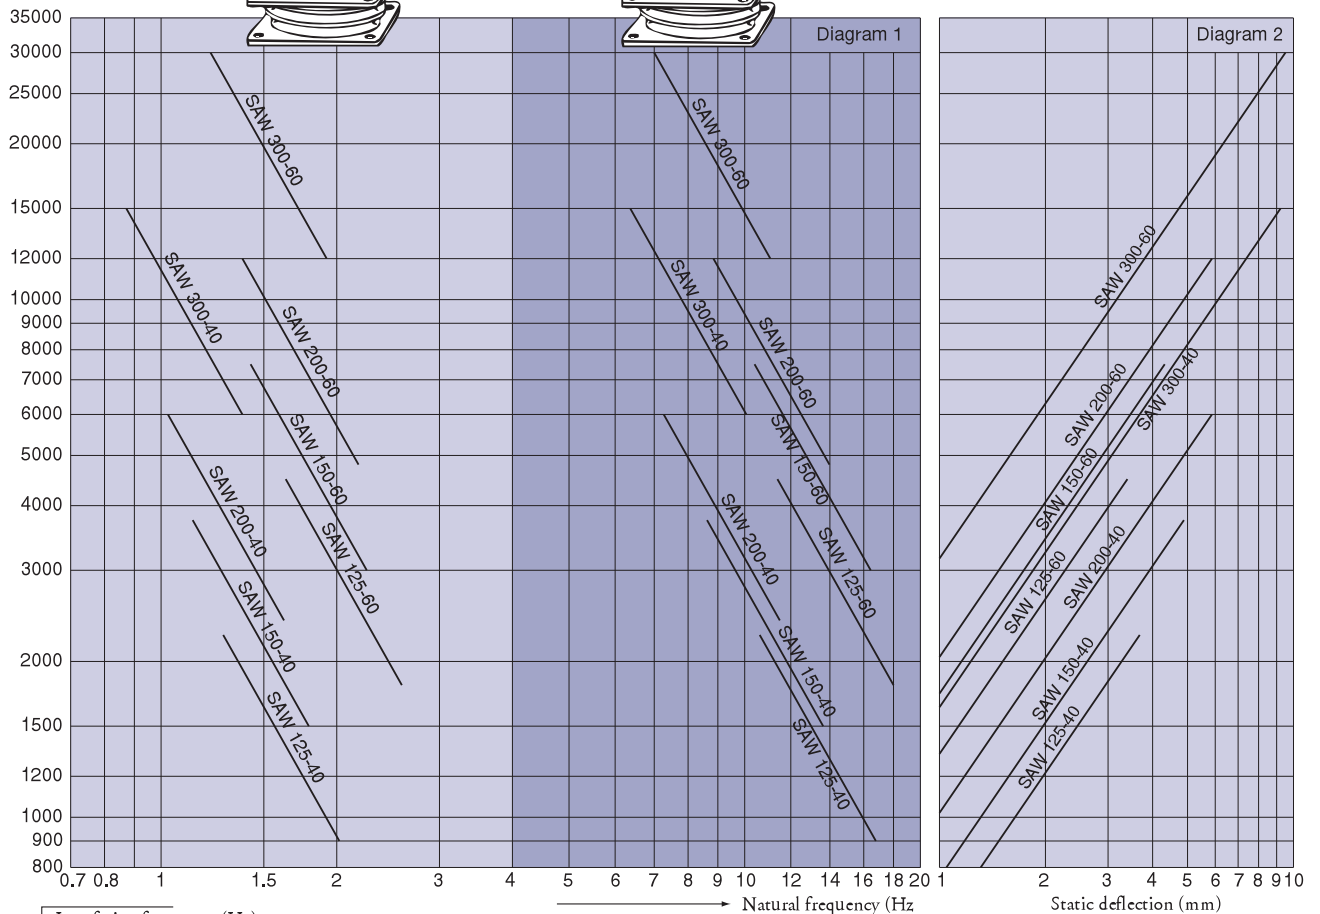 35000
30000
25000
20000
15000
12000
10000
9000
8000
7000
6000
5000
4000
3000
2000
1500
1200
1000
900
800
Diagram 1
SAW 300-60
SAW 300-40
SAW 200-60
SAW 150-60
SAW 200-40
SAW 125-60
SAW 150-40
SAW 125-40
SAW 300-60
SAW 300-40
SAW 200-60
SAW 150-60
SAW 200-40
SAW 125-60
SAW 150-40
SAW 125-40
0.7 0.8 1 1.5 2 3 4 5 6 7 8 9 10 12 14 16 18 20
Natural frequency (Hz
Diagram 2
SAW 300-60
SAW 300-40
SAW 200-60
SAW 150-60
SAW 200-40
SAW 125-60
SAW 150-40
SAW 125-40
1 2 3 4 5 6 7 8 9 10
Static deflection (mm)